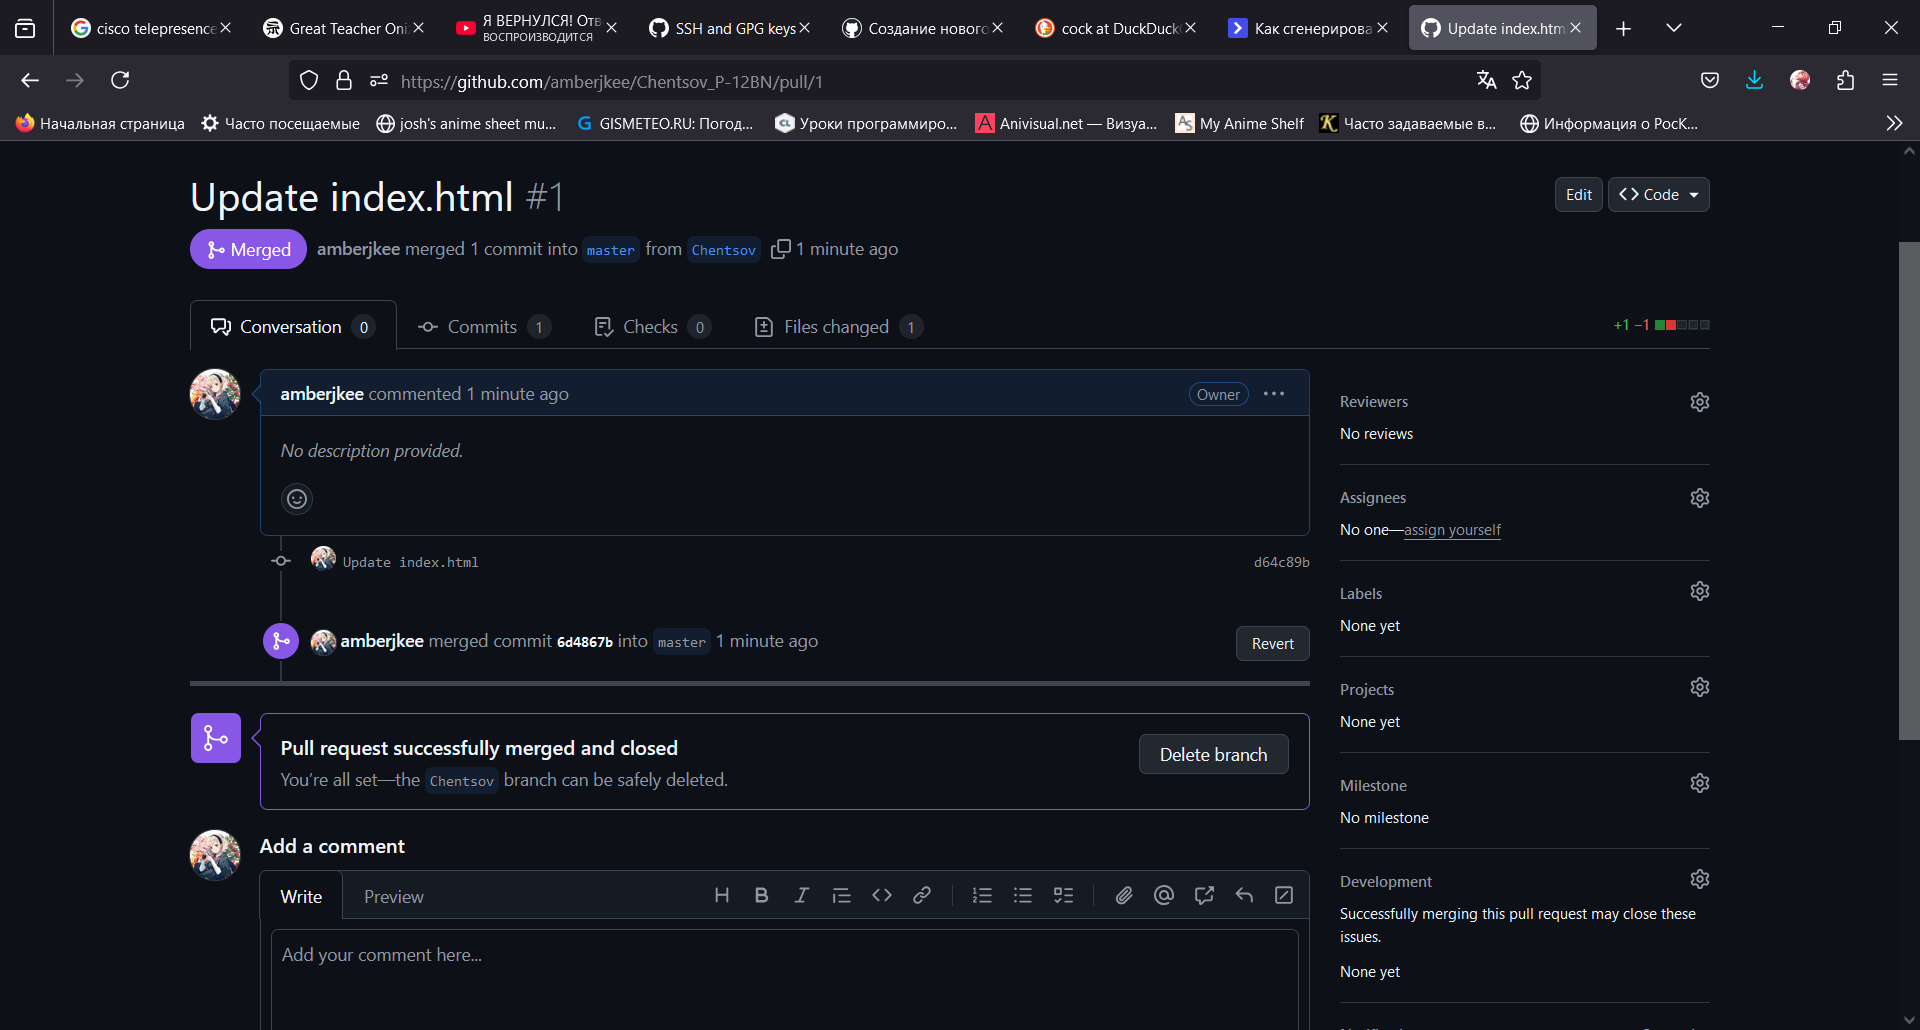 cisco telepresence
Great Teacher Oni
Я ВЕРНУЛСЯ! Отв
ВОСПРОИЗВОДИТСЯ
SSH and GPG keys
Создание нового
cock at DuckDuck
Как сгенерирова
Update index.htm
https://github.com/amberjkee/Chentsov_P-12BN/pull/1
Начальная страница
Часто посещаемые
josh's anime sheet mu...
GISMETEO.RU: Погод...
Уроки программиро...
Anivisual.net — Визуа...
My Anime Shelf
Часто задаваемые в...
Информация о РосК...
Update index.html #1
Edit
Code
Merged
amberjkee merged 1 commit into master from Chentsov 1 minute ago
Conversation 0
Commits 1
Checks 0
Files changed 1
+1 −1
amberjkee commented 1 minute ago
Owner
No description provided.
Update index.html
d64c89b
amberjkee merged commit 6d4867b into master 1 minute ago
Revert
Pull request successfully merged and closed
You're all set—the Chentsov branch can be safely deleted.
Delete branch
Add a comment
Write
Preview
Add your comment here...
Reviewers
No reviews
Assignees
No one—assign yourself
Labels
None yet
Projects
None yet
Milestone
No milestone
Development
Successfully merging this pull request may close these
issues.
None yet